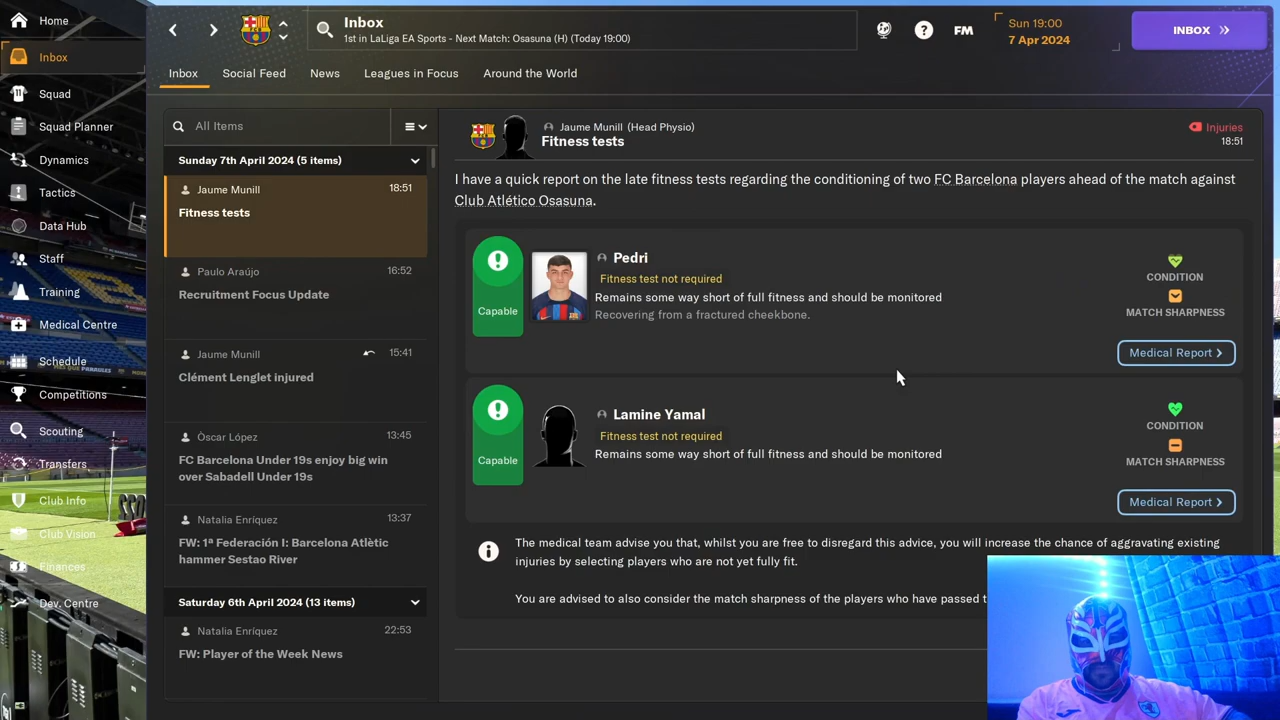 Home
Inbox
Squad
Squad Planner
Dynamics
Tactics
Data Hub
Staff
Training
Medical Centre
Schedule
Competitions
Scouting
Transfers
Club Info
Club Vision
Finances
Dev. Centre
Inbox
1st in LaLiga EA Sports - Next Match: Osasuna (H) (Today 19:00)
FM
Sun 19:00
7 Apr 2024
INBOX
Inbox Social Feed News Leagues in Focus Around the World
All Items
Sunday 7th April 2024 (5 items)
Jaume Munill 18:51
Fitness tests
Paulo Araújo 16:52
Recruitment Focus Update
Jaume Munill 15:41
Clément Lenglet injured
Òscar López 13:45
FC Barcelona Under 19s enjoy big win
over Sabadell Under 19s
Natalia Enríquez 13:37
FW: 1ª Federación I: Barcelona Atlètic
hammer Sestao River
Saturday 6th April 2024 (13 items)
Natalia Enríquez 22:53
FW: Player of the Week News
Jaume Munill (Head Physio)
Fitness tests
Injuries
18:51
I have a quick report on the late fitness tests regarding the conditioning of two FC Barcelona players ahead of the match against
Club Atlético Osasuna.
Capable
Pedri
Fitness test not required
Remains some way short of full fitness and should be monitored
Recovering from a fractured cheekbone.
CONDITION
MATCH SHARPNESS
Medical Report
Capable
Lamine Yamal
Fitness test not required
Remains some way short of full fitness and should be monitored
CONDITION
MATCH SHARPNESS
Medical Report
The medical team advise you that, whilst you are free to disregard this advice, you will increase the chance of aggravating existing
injuries by selecting players who are not yet fully fit.
You are advised to also consider the match sharpness of the players who have passed t